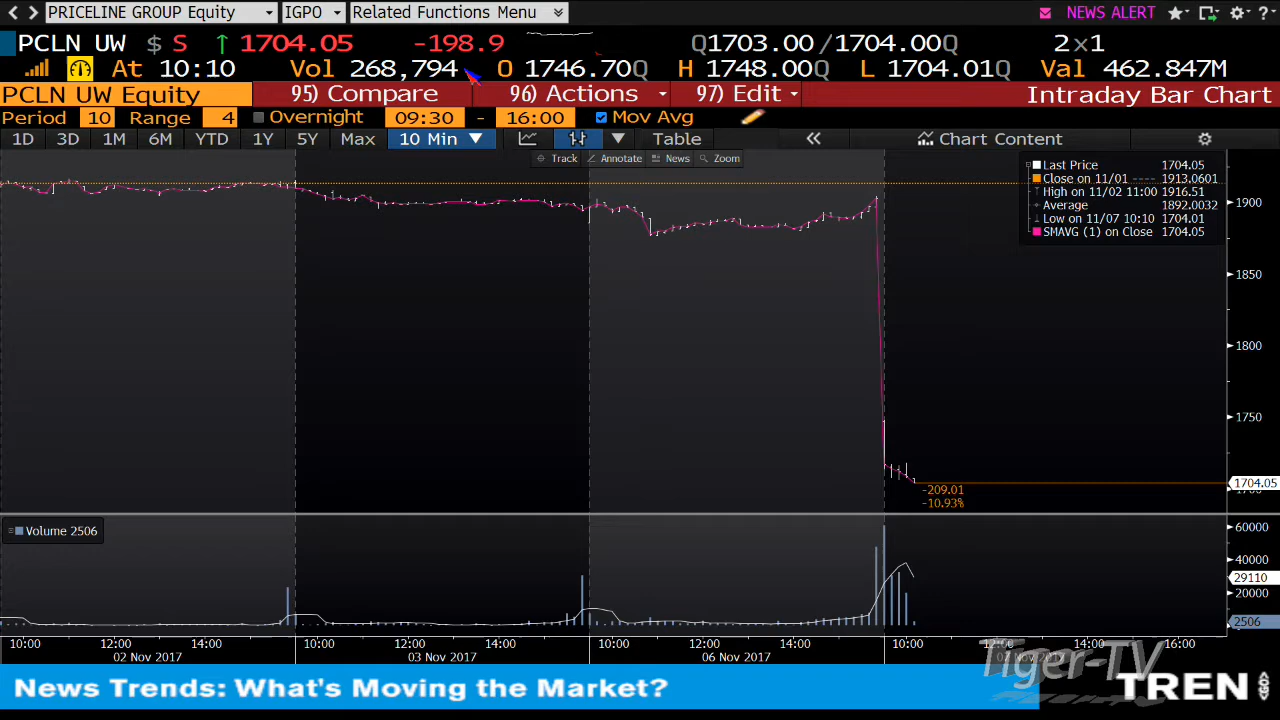 PRICELINE GROUP Equity IGPO Related Functions Menu NEWS ALERT ?
PCLN UW $ S ↑ 1704.05 -198.9 Q1703.00/1704.00Q 2×1
At 10:10 Vol 268,794 O 1746.70Q H 1748.00Q L 1704.01Q Val 462.847M
PCLN UW Equity 95) Compare 96) Actions 97) Edit Intraday Bar Chart
Period 10 Range 4 Overnight 09:30 - 16:00 Mov Avg
1D 3D 1M 6M YTD 1Y 5Y Max 10 Min ▼ Table « Chart Content
Track Annotate News Zoom
Last Price 1704.05
Close on 11/01 ---- 1913.0601
High on 11/02 11:00 1916.51
Average 1892.0032
Low on 11/07 10:10 1704.01
SMAVG (1) on Close 1704.05
1900
1850
1800
1750
1704.05
-209.01
-10.93%
Volume 2506
60000
40000
29110
20000
2506
10:00 12:00 14:00 10:00 12:00 14:00 10:00 12:00 14:00 10:00 12:00 14:00 16:00
02 Nov 2017 03 Nov 2017 06 Nov 2017 07 Nov 2017
Tiger-TV
News Trends: What's Moving the Market?
TREN